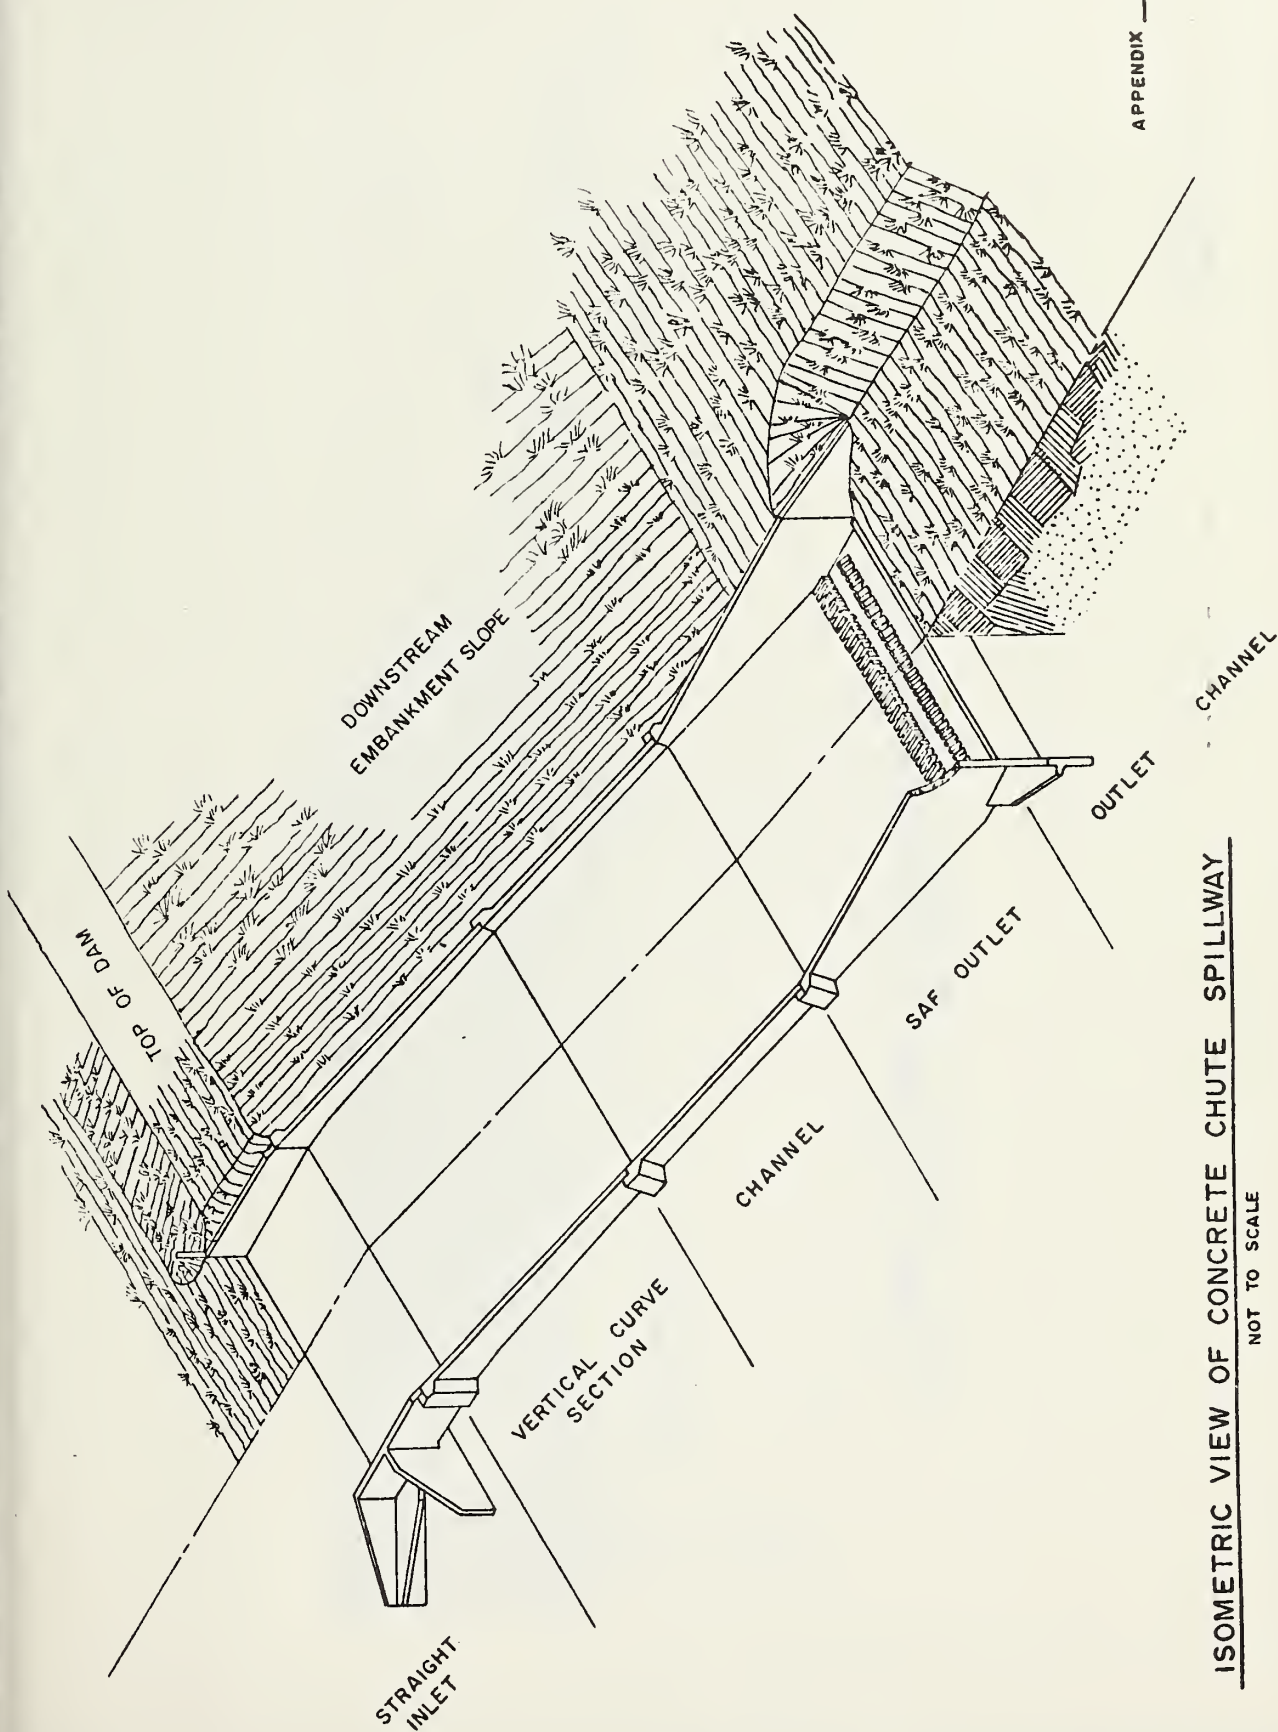 APPENDIX
TOP OF DAM
DOWNSTREAM
EMBANKMENT SLOPE
STRAIGHT
INLET
VERTICAL CURVE
SECTION
CHANNEL
SAF OUTLET
OUTLET
CHANNEL
ISOMETRIC VIEW OF CONCRETE CHUTE SPILLWAY
NOT TO SCALE